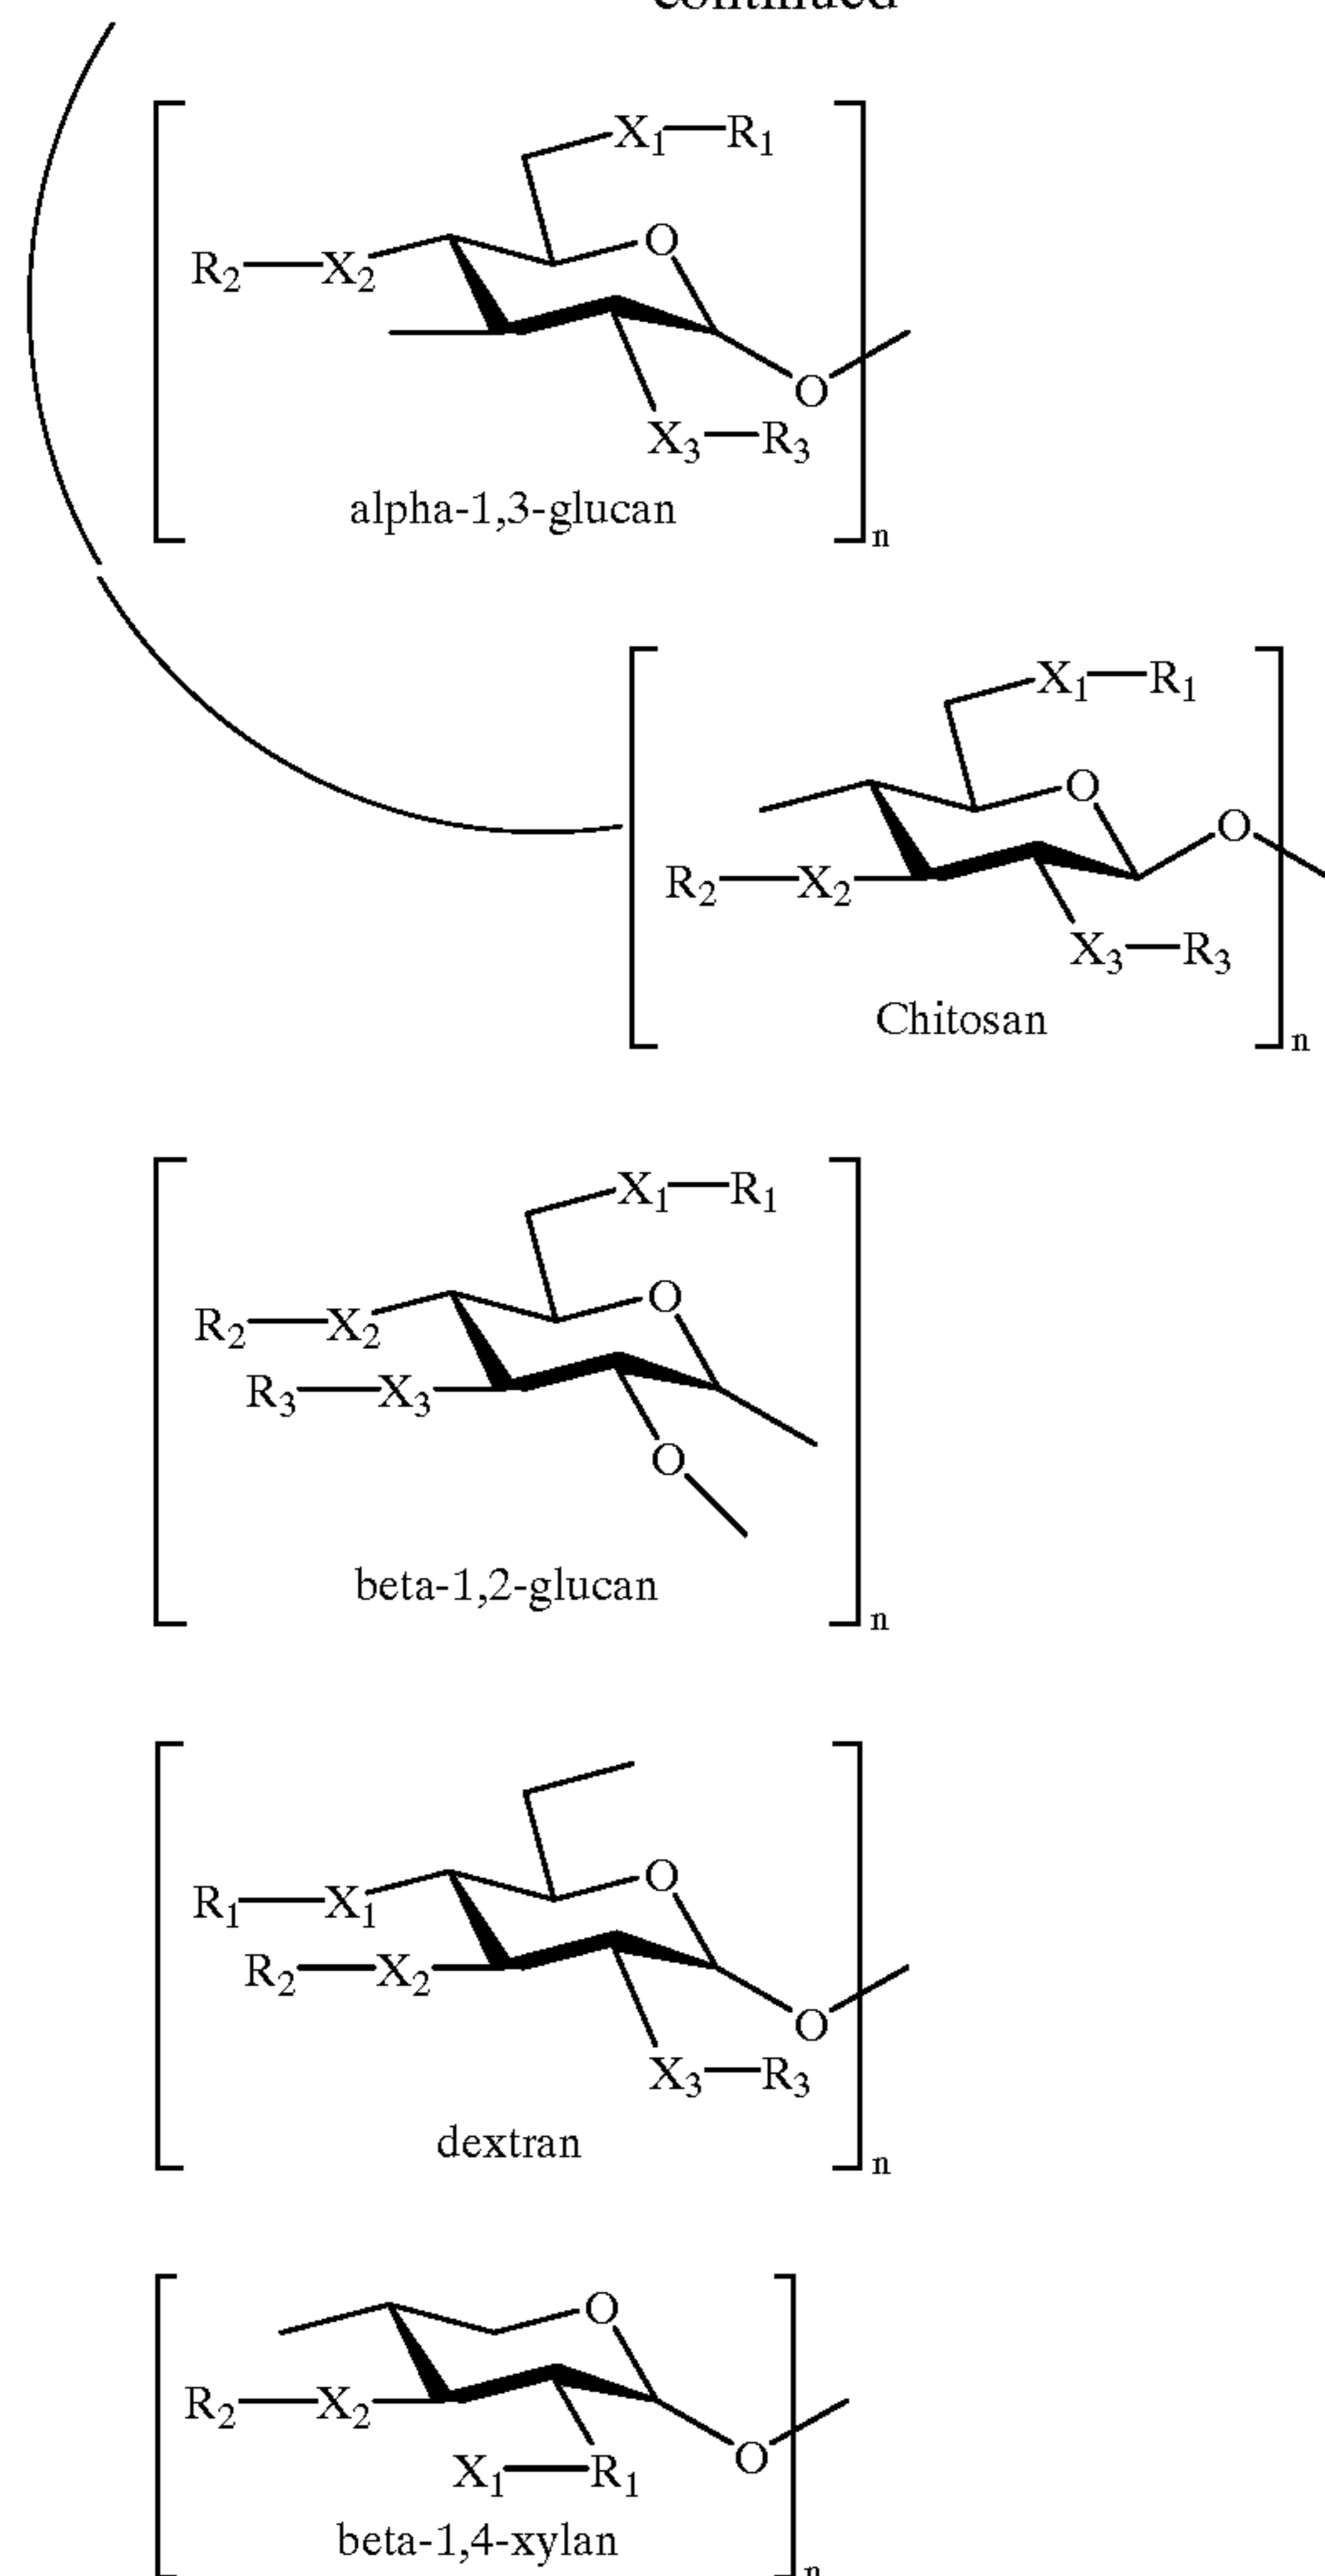 continued
X₁—R₁
O
R₂—X₂
O
X₃—R₃
alpha-1,3-glucan
n
X₁—R₁
O
O
R₂—X₂
X₃—R₃
Chitosan
n
X₁—R₁
O
R₂—X₂
R₃—X₃
O
beta-1,2-glucan
n
O
R₁—X₁
R₂—X₂
O
X₃—R₃
dextran
n
O
R₂—X₂
O
X₁—R₁
beta-1,4-xylan
n